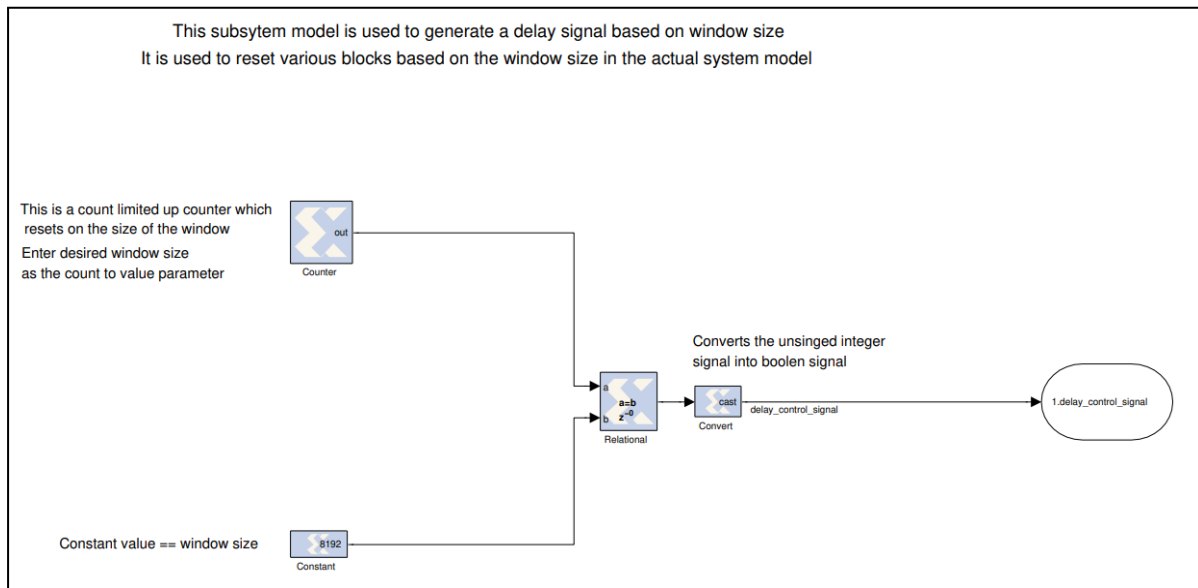 This subsytem model is used to generate a delay signal based on window size
It is used to reset various blocks based on the window size in the actual system model
This is a count limited up counter which
resets on the size of the window
Enter desired window size
as the count to value parameter
out
Counter
Converts the unsinged integer
signal into boolen signal
a
a=b
b
z⁻⁰
Relational
cast
Convert
delay_control_signal
1.delay_control_signal
Constant value == window size
8192
Constant